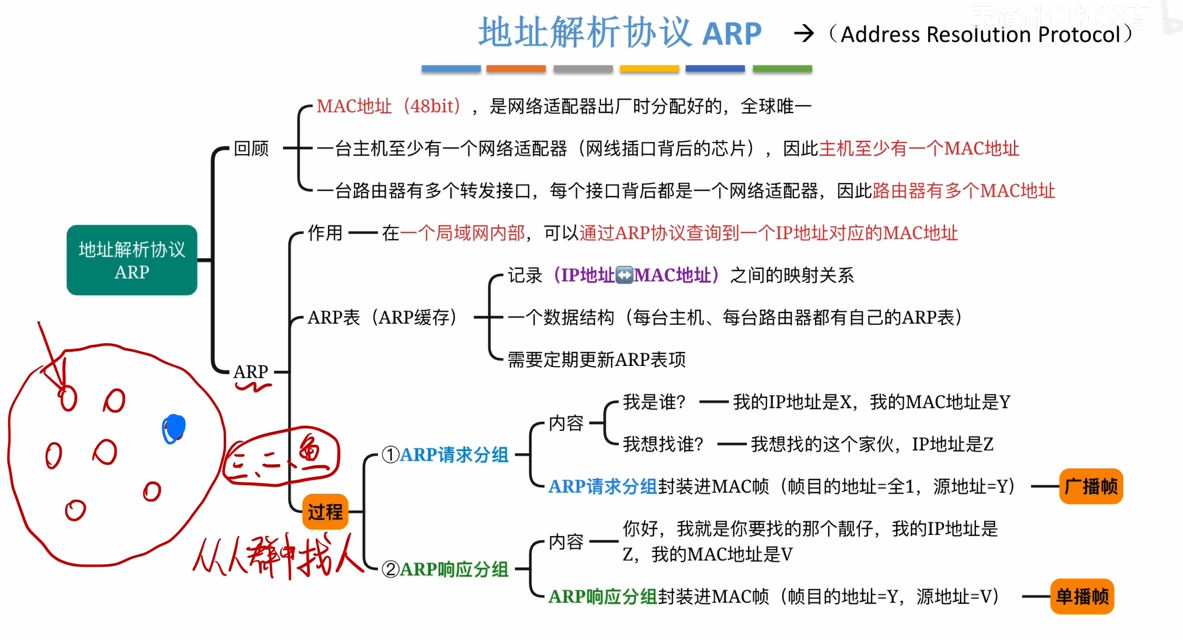 地址解析协议 ARP →（Address Resolution Protocol）
MAC地址（48bit），是网络适配器出厂时分配好的，全球唯一
回顾
一台主机至少有一个网络适配器（网线插口背后的芯片），因此主机至少有一个MAC地址
一台路由器有多个转发接口，每个接口背后都是一个网络适配器，因此路由器有多个MAC地址
地址解析协议
ARP
ARP
作用
在一个局域网内部，可以通过ARP协议查询到一个IP地址对应的MAC地址
ARP表（ARP缓存）
记录（IP地址↔️MAC地址）之间的映射关系
一个数据结构（每台主机、每台路由器都有自己的ARP表）
需要定期更新ARP表项
过程
①ARP请求分组
内容
我是谁？
我的IP地址是X，我的MAC地址是Y
我想找谁？
我想找的这个家伙，IP地址是Z
ARP请求分组封装进MAC帧（帧目的地址=全1，源地址=Y）
广播帧
②ARP响应分组
内容
你好，我就是你要找的那个靓仔，我的IP地址是
Z，我的MAC地址是V
ARP响应分组封装进MAC帧（帧目的地址=Y，源地址=V）
单播帧
从人群中找人